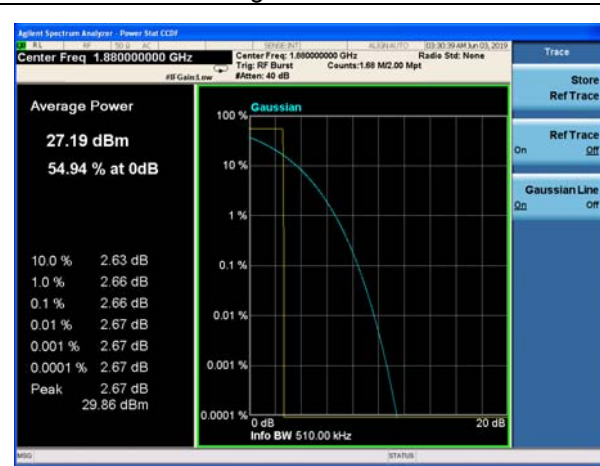 Agilent Spectrum Analyzer - Power Stat CCDF
RL RF 50 Ω AC SENSE:INT ALIGN AUTO 03:30:39 AM Jun 03, 2019
Center Freq 1.880000000 GHz
Center Freq: 1.880000000 GHz Radio Std: None
Trig: RF Burst Counts:1.68 M/2.00 Mpt
#IFGain:Low #Atten: 40 dB
Trace
Store
Ref Trace
Ref Trace
On Off
Gaussian Line
On Off
Average Power
27.19 dBm
54.94 % at 0dB
10.0 % 2.63 dB
1.0 % 2.66 dB
0.1 % 2.66 dB
0.01 % 2.67 dB
0.001 % 2.67 dB
0.0001 % 2.67 dB
Peak 2.67 dB
29.86 dBm
Gaussian
100 %
10 %
1 %
0.1 %
0.01 %
0.001 %
0.0001 %
0 dB 20 dB
Info BW 510.00 kHz
MSG STATUS